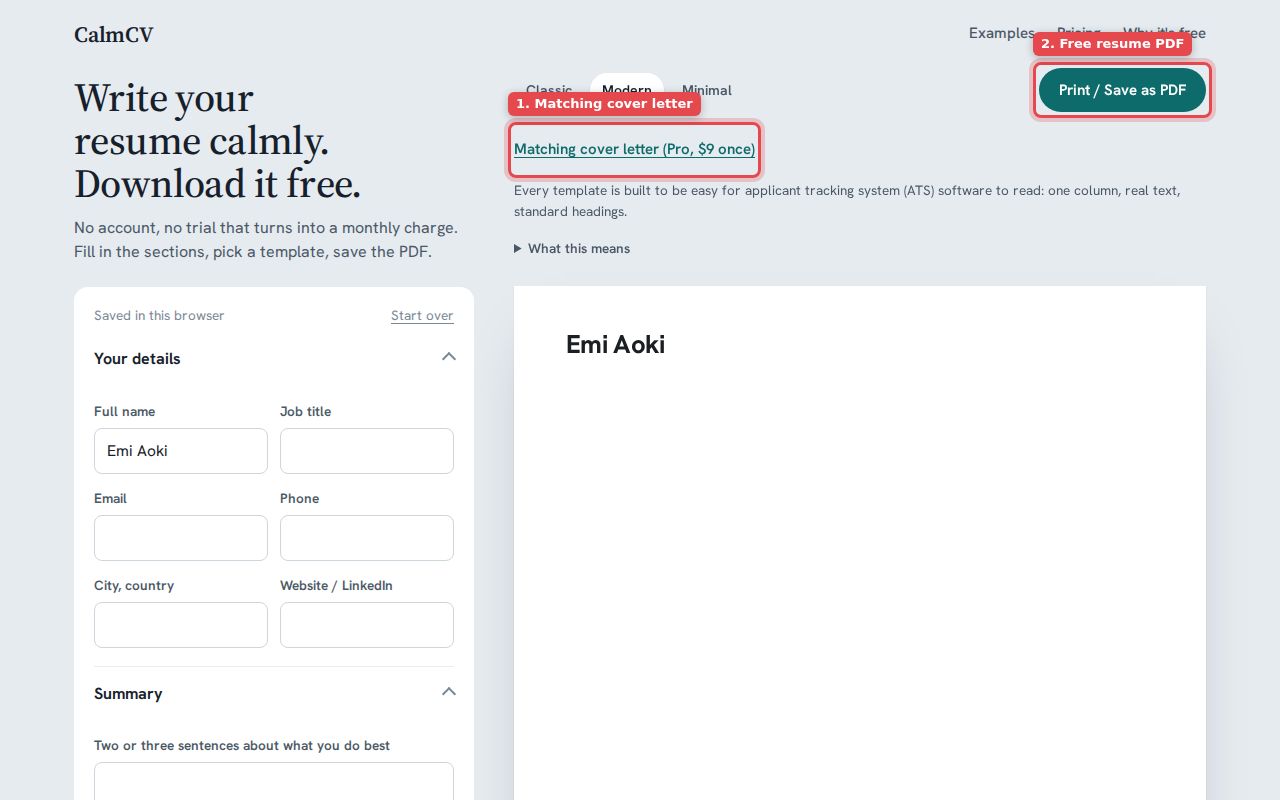 CalmCV
Examples
Pricing
Why it's free
2. Free resume PDF
Write your
resume calmly.
Download it free.
No account, no trial that turns into a monthly charge.
Fill in the sections, pick a template, save the PDF.
Classic
Modern
Minimal
Print / Save as PDF
1. Matching cover letter
Matching cover letter (Pro, $9 once)
Every template is built to be easy for applicant tracking system (ATS) software to read: one column, real text,
standard headings.
What this means
Saved in this browser
Start over
Your details
Full name
Job title
Emi Aoki
Email
Phone
City, country
Website / LinkedIn
Summary
Two or three sentences about what you do best
Emi Aoki